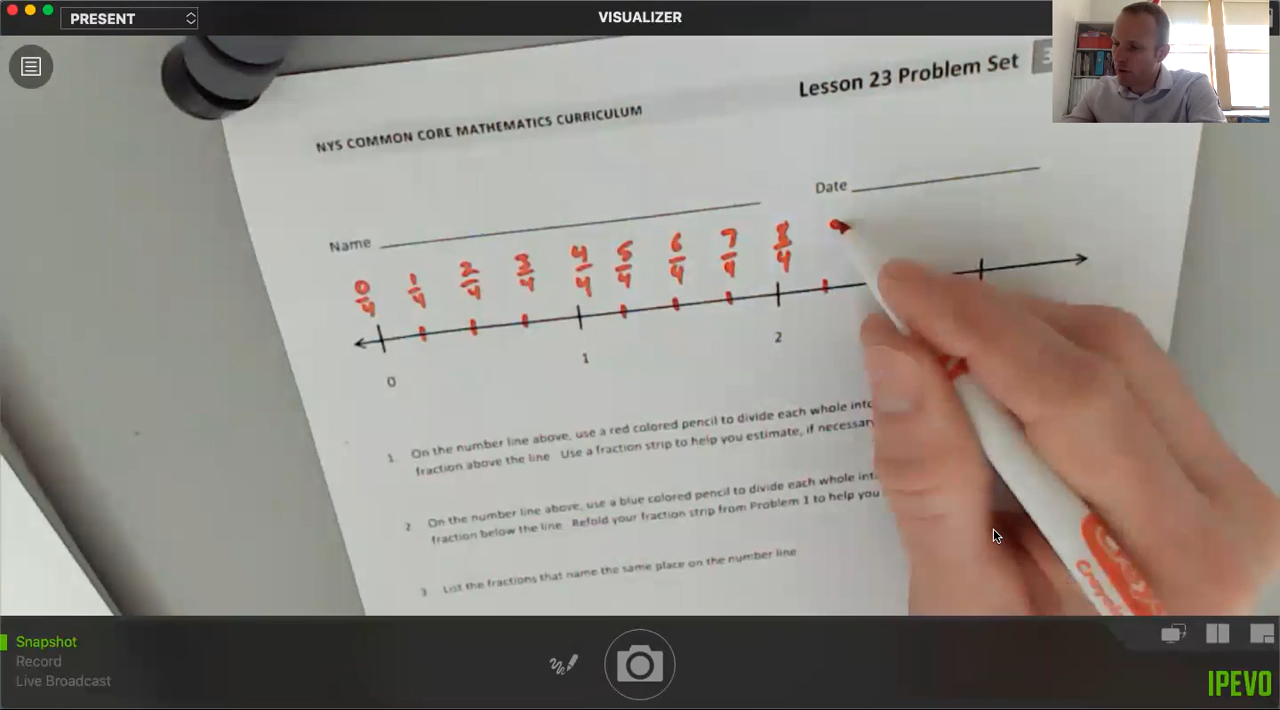 PRESENT
VISUALIZER
Lesson 23 Problem Set 3
NYS COMMON CORE MATHEMATICS CURRICULUM
Name
Date
0/4 1/4 2/4 3/4 4/4 5/4 6/4 7/4 8/4
0 1 2
1 On the number line above, use a red colored pencil to divide each whole into
fraction above the line Use a fraction strip to help you estimate, if necessary
2 On the number line above, use a blue colored pencil to divide each whole int
fraction below the line. Refold your fraction strip from Problem 1 to help you
3 List the fractions that name the same place on the number line
Crayola
Snapshot
Record
Live Broadcast
IPEVO